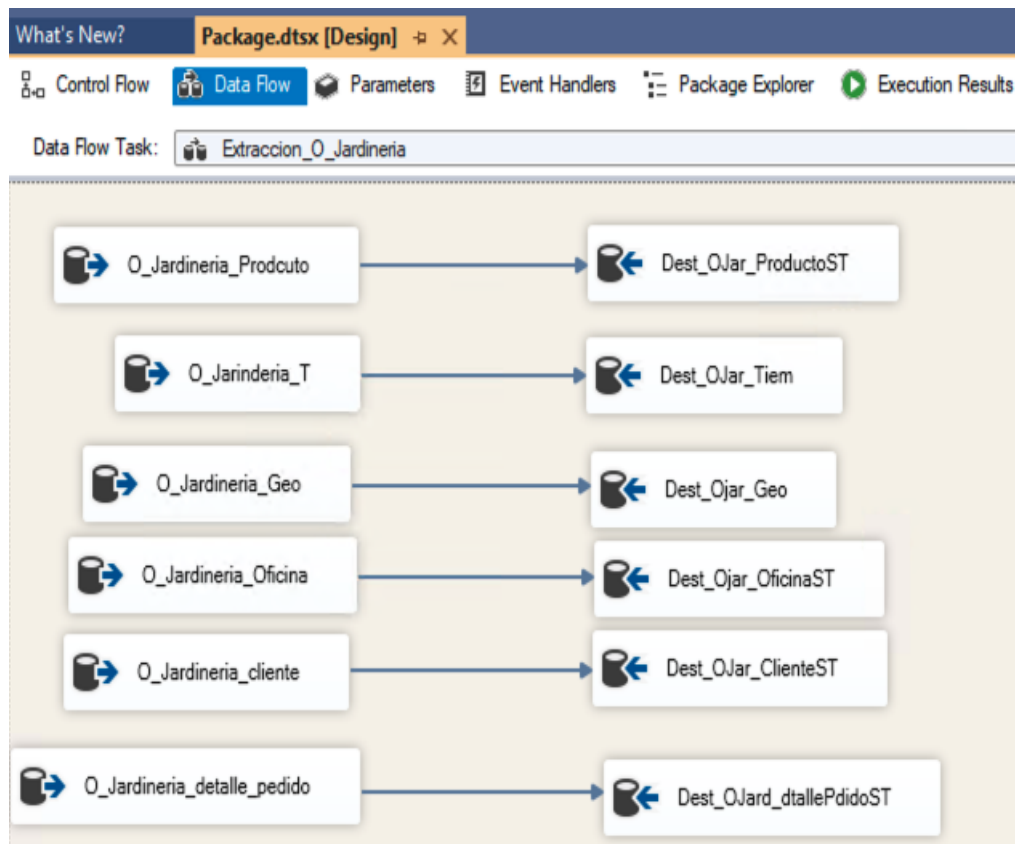 What's New? Package.dtsx [Design]
Control Flow Data Flow Parameters Event Handlers Package Explorer Execution Results
Data Flow Task: Extraccion_O_Jardineria
O_Jardineria_Prodcuto Dest_OJar_ProductoST
O_Jarinderia_T Dest_OJar_Tiem
O_Jardineria_Geo Dest_Ojar_Geo
O_Jardineria_Oficina Dest_Ojar_OficinaST
O_Jardineria_cliente Dest_OJar_ClienteST
O_Jardineria_detalle_pedido Dest_OJard_dtallePdidoST